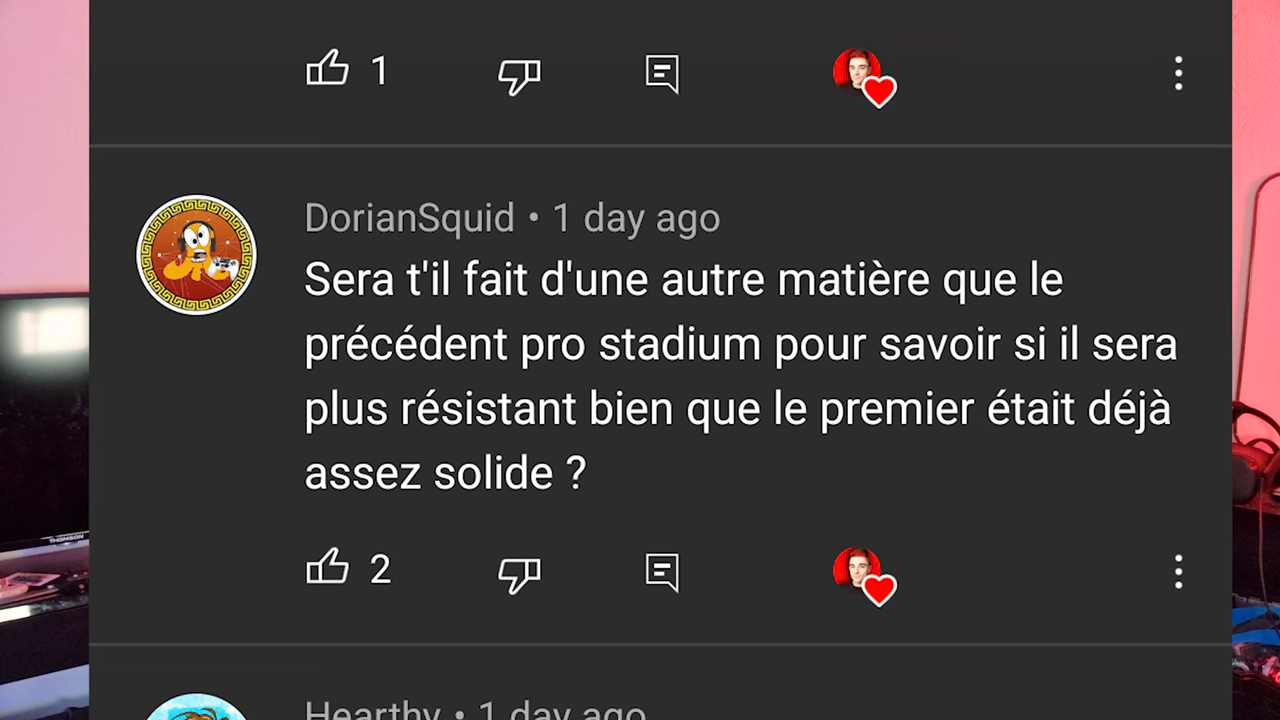 1
DorianSquid • 1 day ago
Sera t'il fait d'une autre matière que le
précédent pro stadium pour savoir si il sera
plus résistant bien que le premier était déjà
assez solide ?
2
Hearthy • 1 day ago
THOMSON